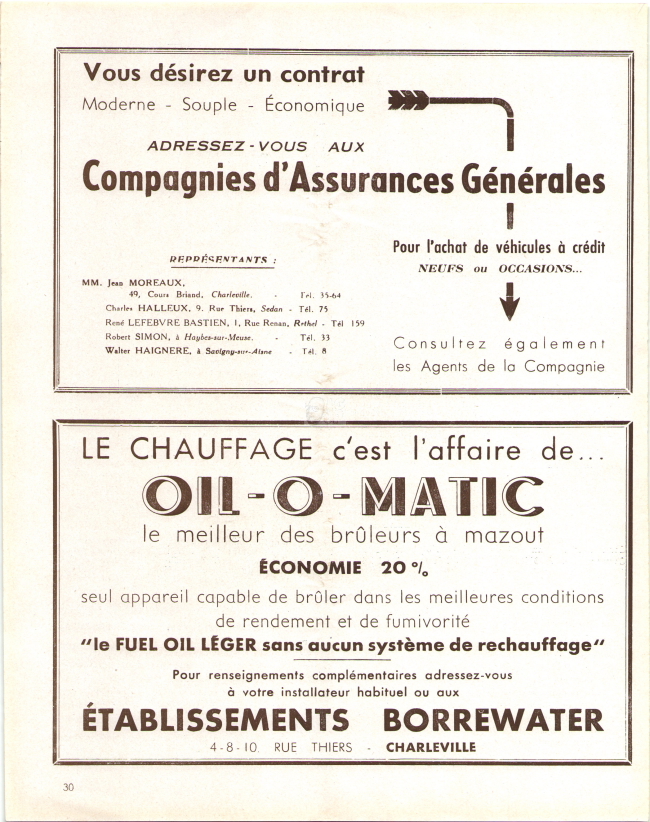 Vous désirez un contrat
Moderne - Souple - Économique
ADRESSEZ-VOUS AUX
Compagnies d'Assurances Générales
Pour l'achat de véhicules à crédit
NEUFS ou OCCASIONS...
REPRÉSENTANTS :
MM. Jean MOREAUX,
49, Cours Briand, Charleville. - Tél. 35-64
Charles HALLEUX, 9. Rue Thiers, Sedan - Tél. 75
René LEFEBVRE BASTIEN, 1, Rue Renan, Rethel - Tél 159
Robert SIMON, à Haybes-sur-Meuse. - Tél. 33
Walter HAIGNERE, à Savigny-sur-Aisne - Tél. 8
Consultez également
les Agents de la Compagnie
LE CHAUFFAGE c'est l'affaire de...
OIL-O-MATIC
le meilleur des brûleurs à mazout
ÉCONOMIE 20 %
seul appareil capable de brûler dans les meilleures conditions
de rendement et de fumivorité
"le FUEL OIL LÉGER sans aucun système de rechauffage"
Pour renseignements complémentaires adressez-vous
à votre installateur habituel ou aux
ÉTABLISSEMENTS BORREWATER
4-8-10. RUE THIERS - CHARLEVILLE
30